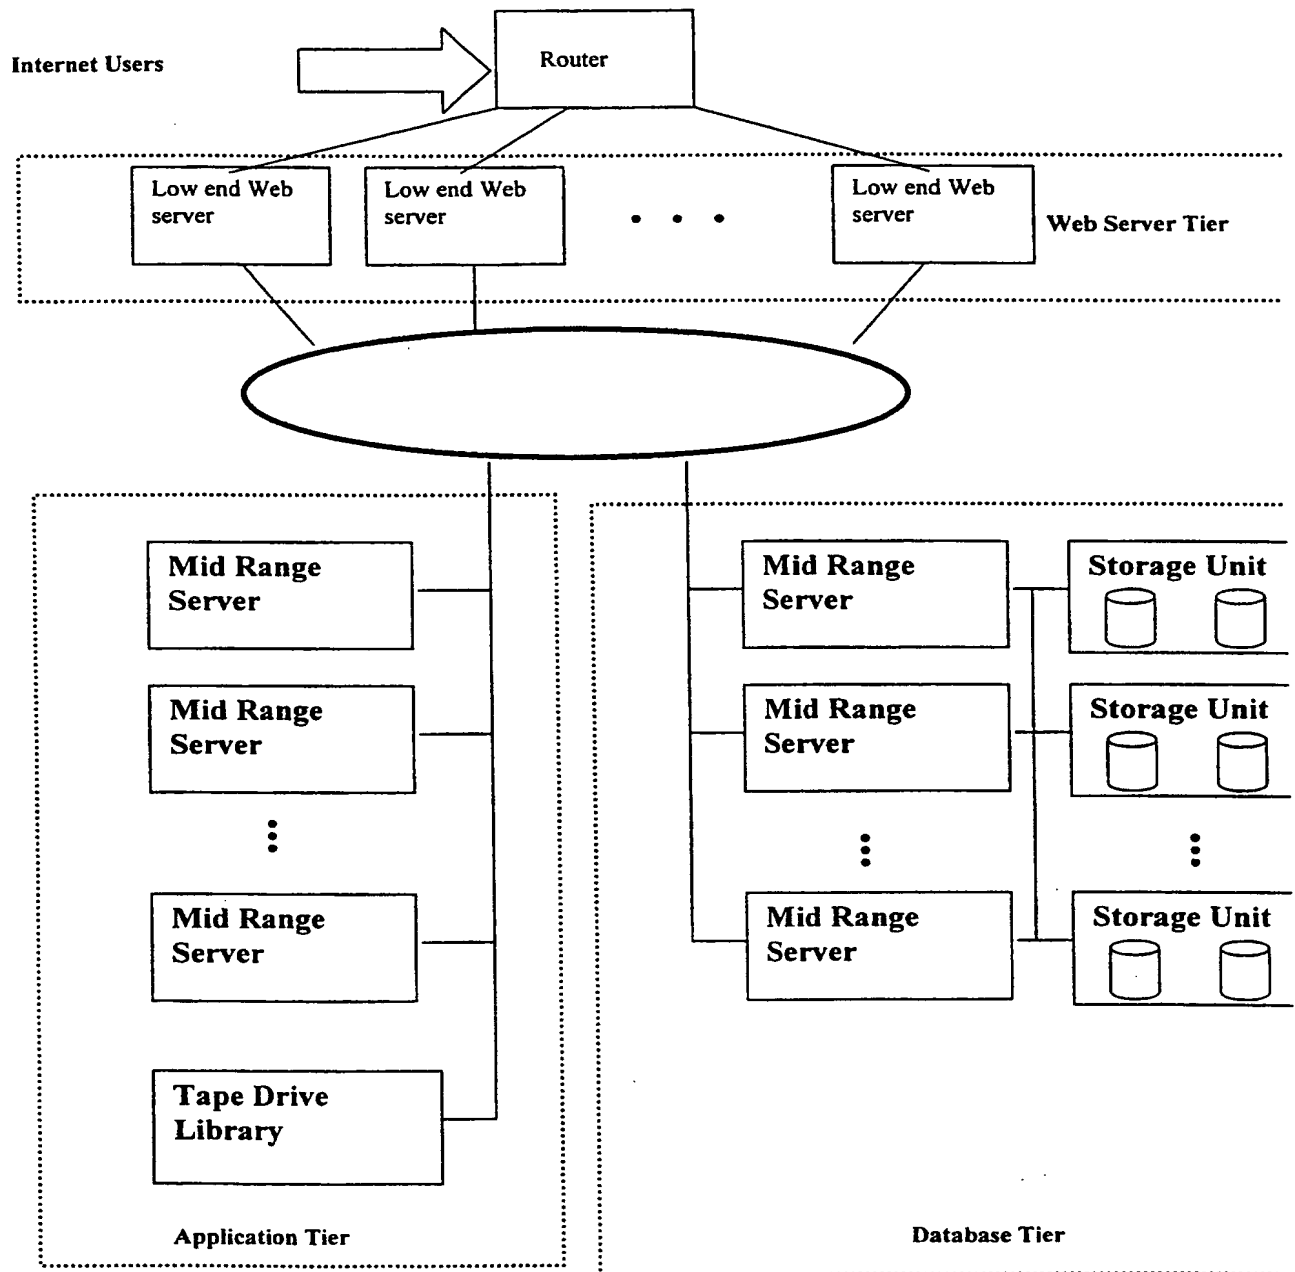 Internet Users
Router
Low end Web
server
Low end Web
server
Low end Web
server
Web Server Tier
Mid Range
Server
Mid Range
Server
Mid Range
Server
Tape Drive
Library
Application Tier
Mid Range
Server
Storage Unit
Mid Range
Server
Storage Unit
Mid Range
Server
Storage Unit
Database Tier